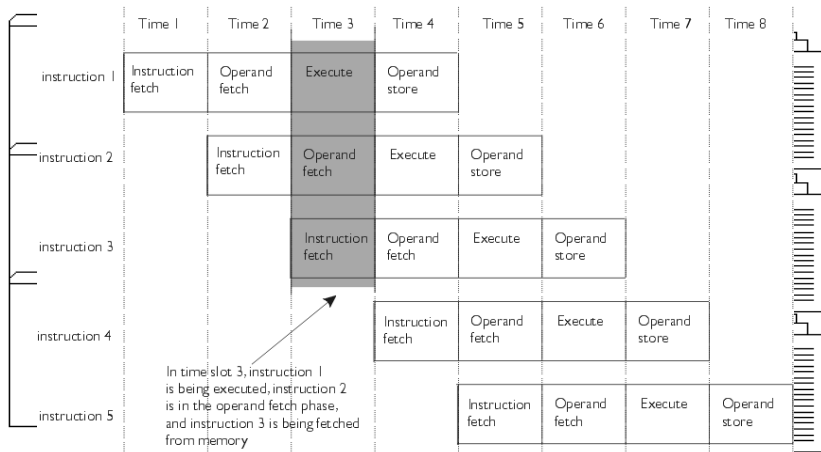 Time 1 Time 2 Time 3 Time 4 Time 5 Time 6 Time 7 Time 8
instruction 1
Instruction fetch
Operand fetch
Execute
Operand store
instruction 2
Instruction fetch
Operand fetch
Execute
Operand store
instruction 3
Instruction fetch
Operand fetch
Execute
Operand store
instruction 4
Instruction fetch
Operand fetch
Execute
Operand store
In time slot 3, instruction 1
is being executed, instruction 2
is in the operand fetch phase,
and instruction 3 is being fetched
from memory
instruction 5
Instruction fetch
Operand fetch
Execute
Operand store